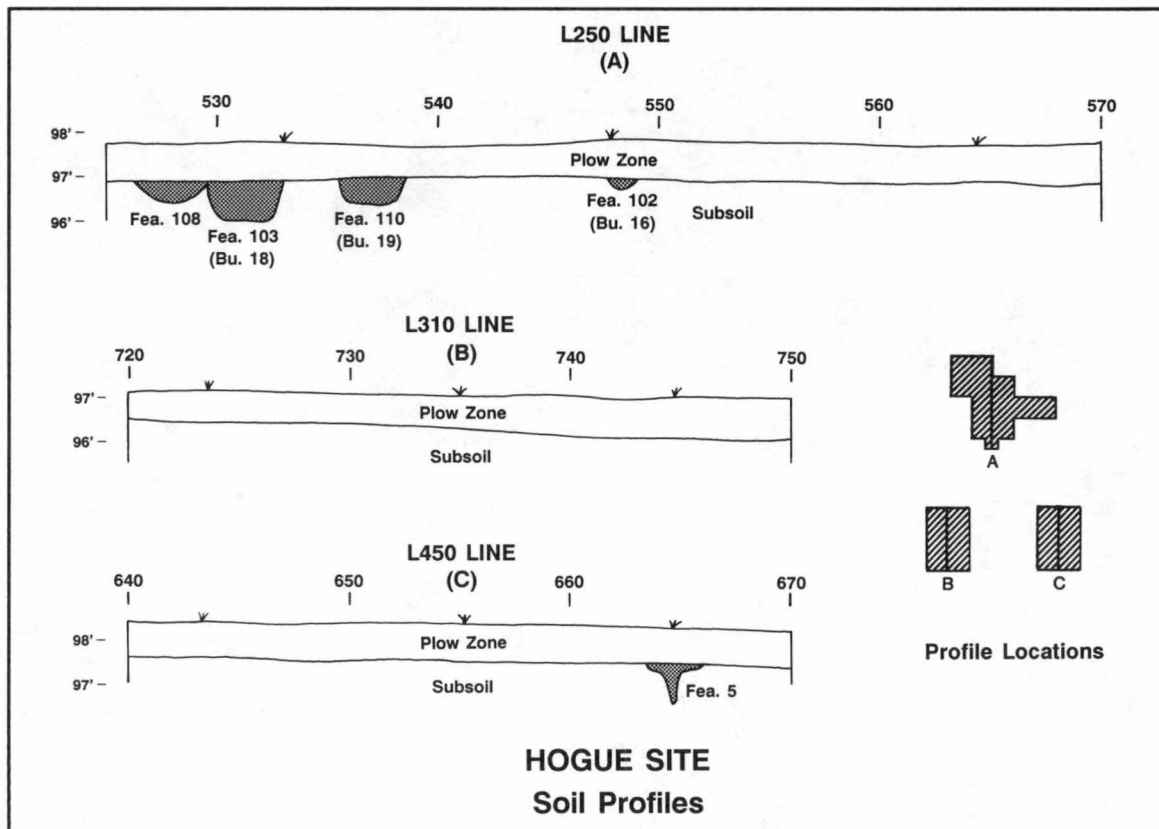 L250 LINE
(A)
530 540 550 560 570
98'
97'
96'
Plow Zone
Fea. 108
Fea. 103
(Bu. 18)
Fea. 110
(Bu. 19)
Fea. 102
(Bu. 16)
Subsoil
L310 LINE
(B)
720 730 740 750
97'
96'
Plow Zone
Subsoil
A
B C
Profile Locations
L450 LINE
(C)
640 650 660 670
98'
97'
Plow Zone
Subsoil
Fea. 5
HOGUE SITE
Soil Profiles